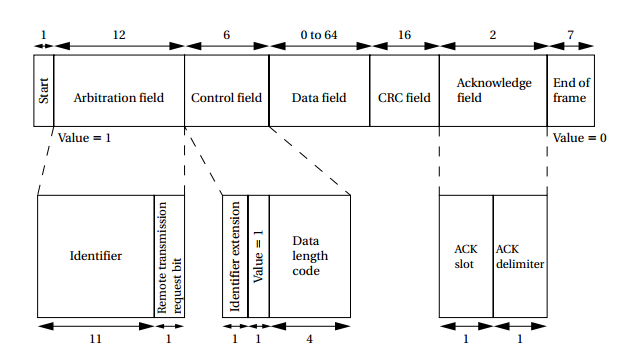 1 12 6 0 to 64 16 2 7
Start
Arbitration field
Control field
Data field
CRC field
Acknowledge
field
End of
frame
Value = 1
Value = 0
Identifier
Remote transmission
request bit
Identifier extension
Value = 1
Data
length
code
ACK
slot
ACK
delimiter
11 1 1 1 4 1 1